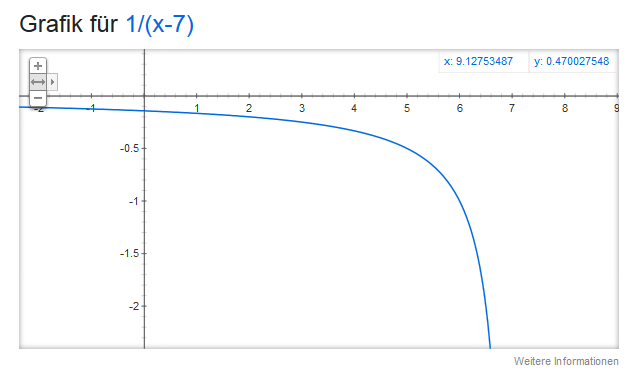 Grafik für 1/(x-7)
x: 9.12753487 y: 0.470027548
-2 -1 1 2 3 4 5 6 7 8 9
-0.5
-1
-1.5
-2
Weitere Informationen